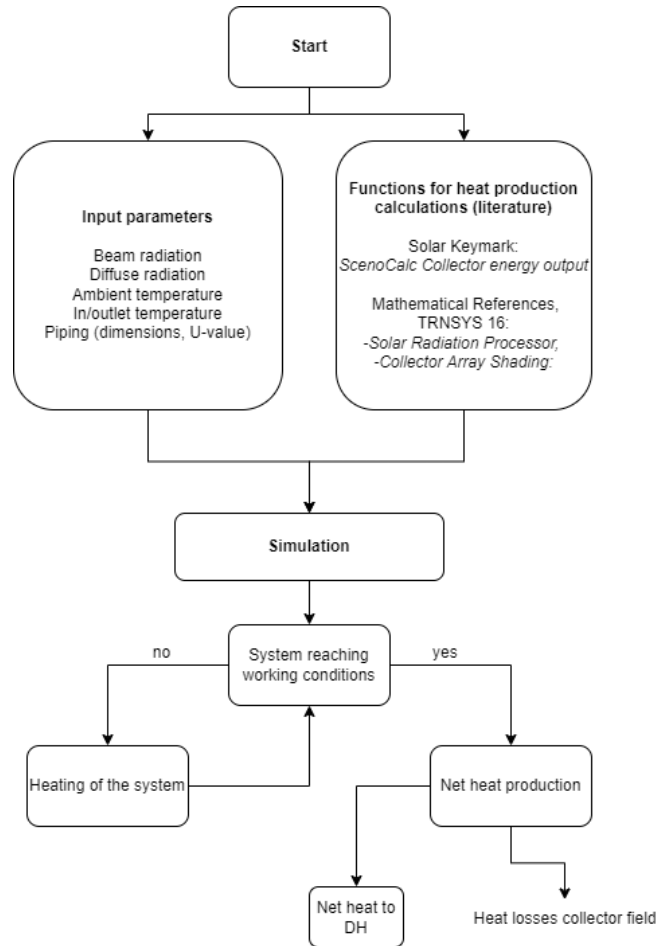 Start
Input parameters
Beam radiation
Diffuse radiation
Ambient temperature
In/outlet temperature
Piping (dimensions, U-value)
Functions for heat production
calculations (literature)
Solar Keymark:
ScenoCalc Collector energy output
Mathematical References,
TRNSYS 16:
-Solar Radiation Processor,
-Collector Array Shading:
Simulation
System reaching
working conditions
no
yes
Heating of the system
Net heat production
Net heat to
DH
Heat losses collector field